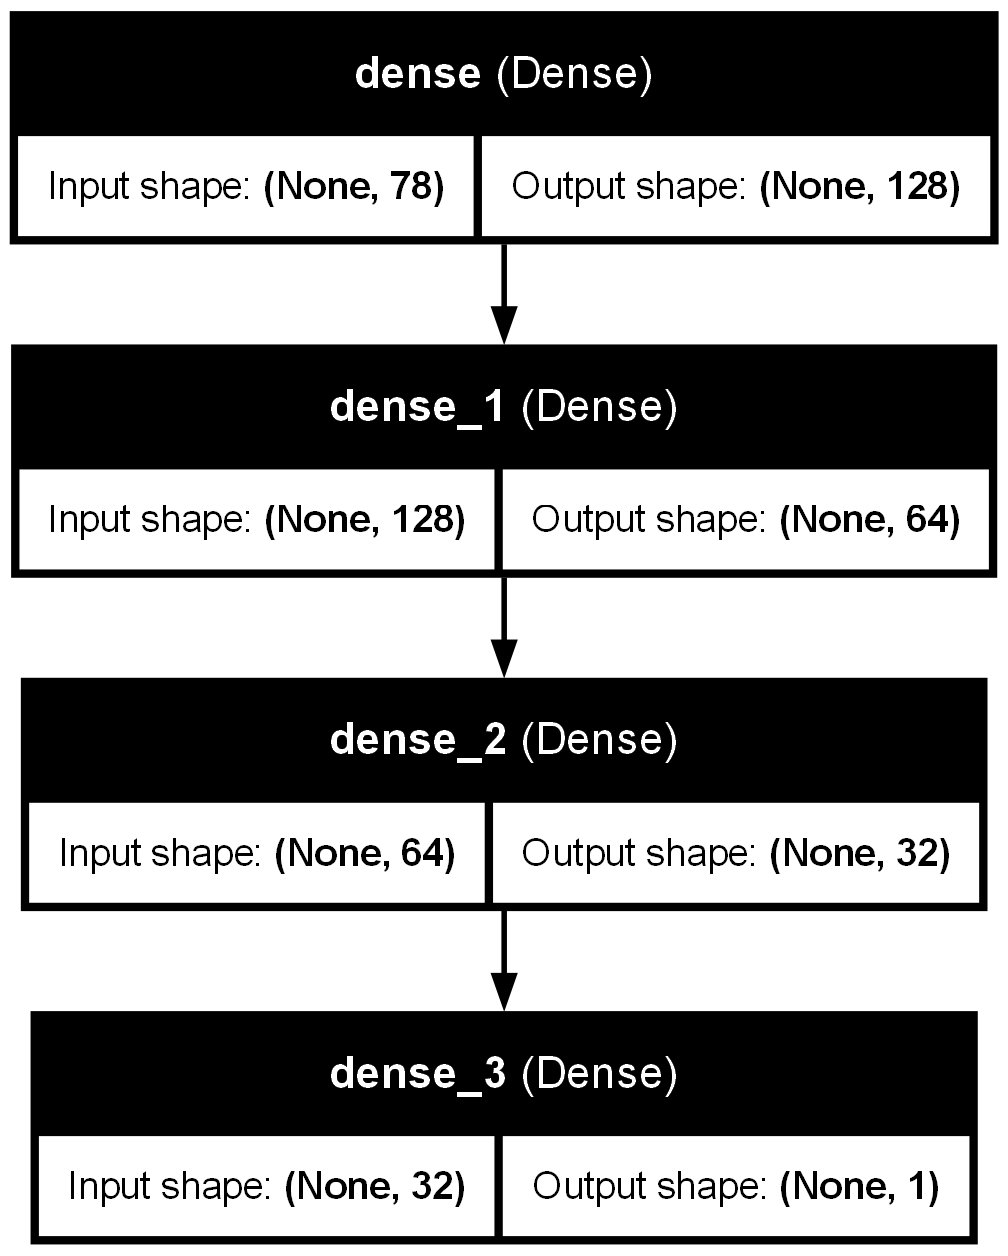 dense (Dense)
Input shape: (None, 78) Output shape: (None, 128)
dense_1 (Dense)
Input shape: (None, 128) Output shape: (None, 64)
dense_2 (Dense)
Input shape: (None, 64) Output shape: (None, 32)
dense_3 (Dense)
Input shape: (None, 32) Output shape: (None, 1)